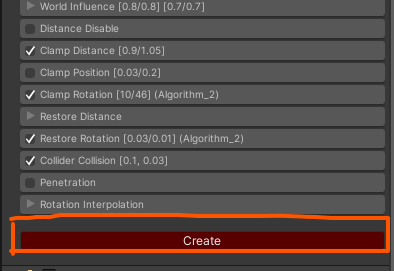 World Influence [0.8/0.8] [0.7/0.7]
Distance Disable
Clamp Distance [0.9/1.05]
Clamp Position [0.03/0.2]
Clamp Rotation [10/46] (Algorithm_2)
Restore Distance
Restore Rotation [0.03/0.01] (Algorithm_2)
Collider Collision [0.1, 0.03]
Penetration
Rotation Interpolation
Create